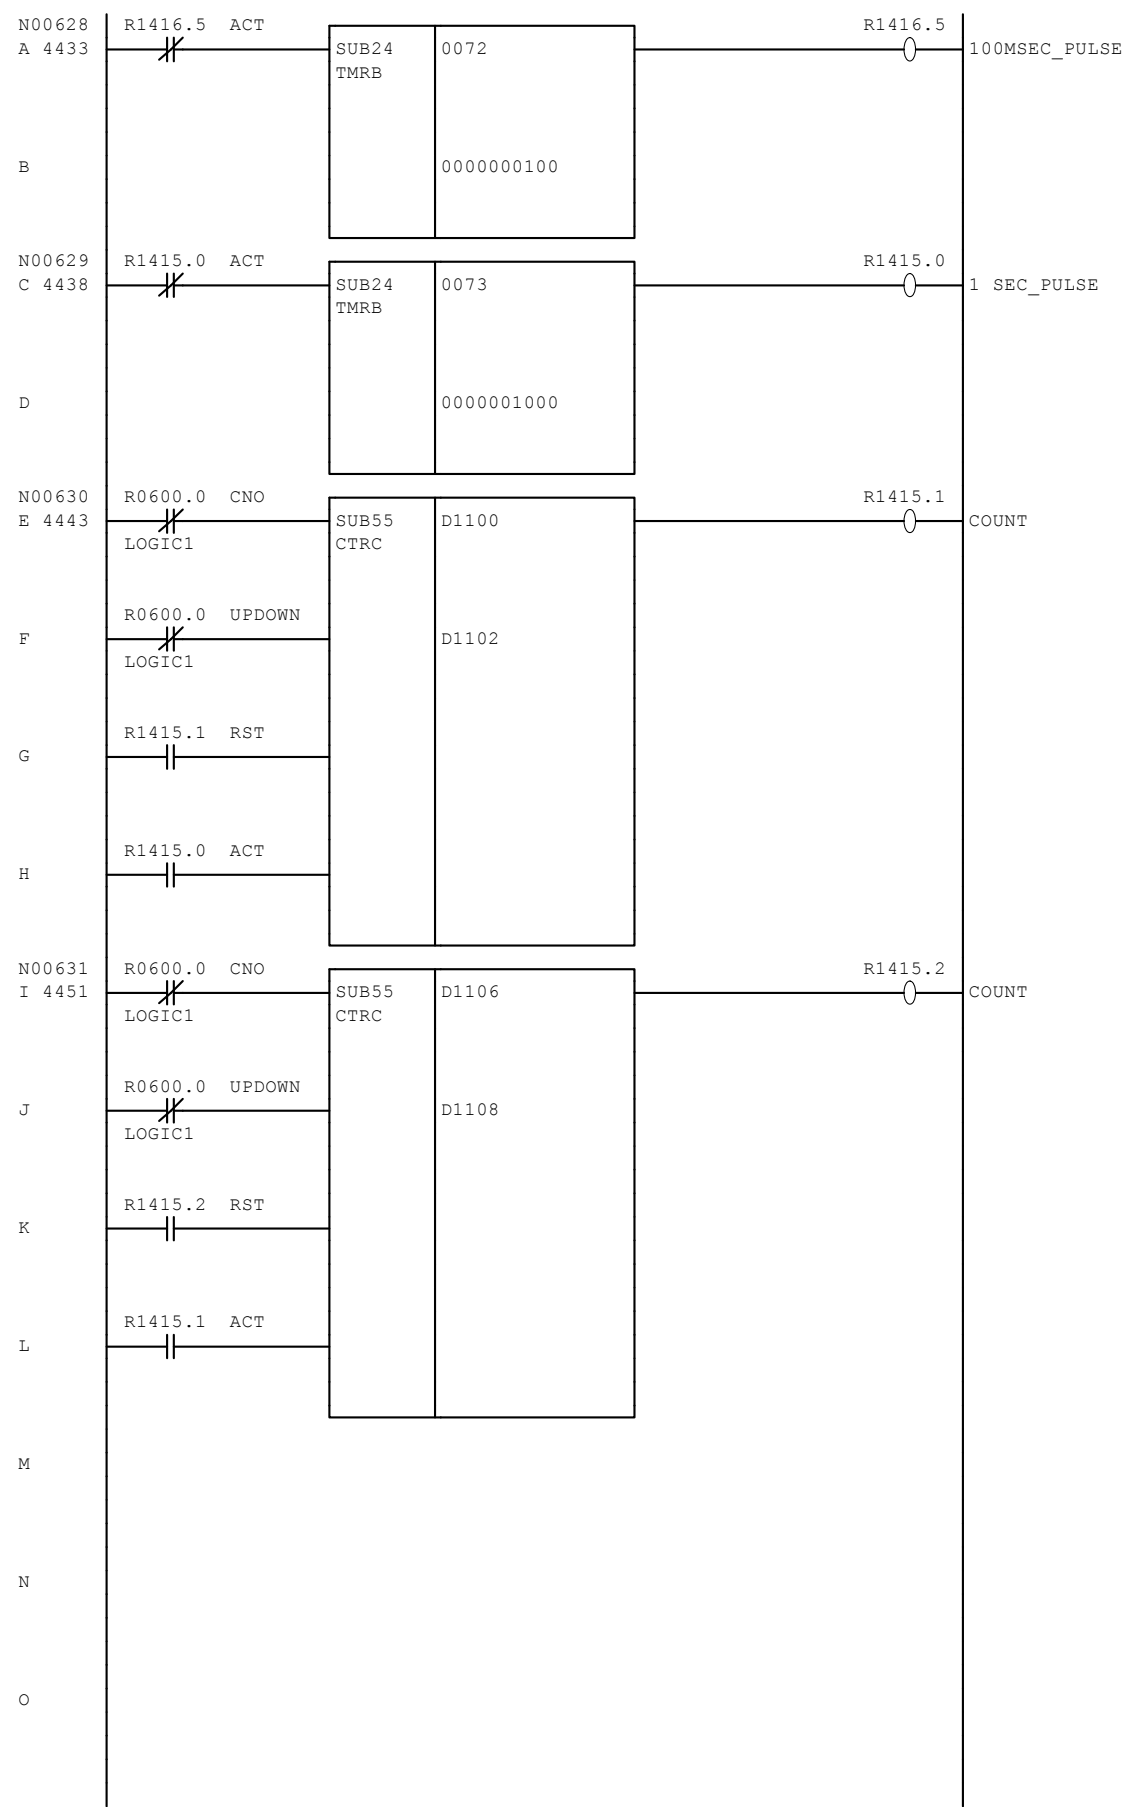 N00628 R1416.5 ACT R1416.5
A 4433 SUB24 0072 100MSEC_PULSE
TMRB
B 0000000100
N00629 R1415.0 ACT R1415.0
C 4438 SUB24 0073 1 SEC_PULSE
TMRB
D 0000001000
N00630 R0600.0 CNO R1415.1
E 4443 SUB55 D1100 COUNT
LOGIC1 CTRC
R0600.0 UPDOWN
F D1102
LOGIC1
R1415.1 RST
G
R1415.0 ACT
H
N00631 R0600.0 CNO R1415.2
I 4451 SUB55 D1106 COUNT
LOGIC1 CTRC
R0600.0 UPDOWN
J D1108
LOGIC1
R1415.2 RST
K
R1415.1 ACT
L
M
N
O